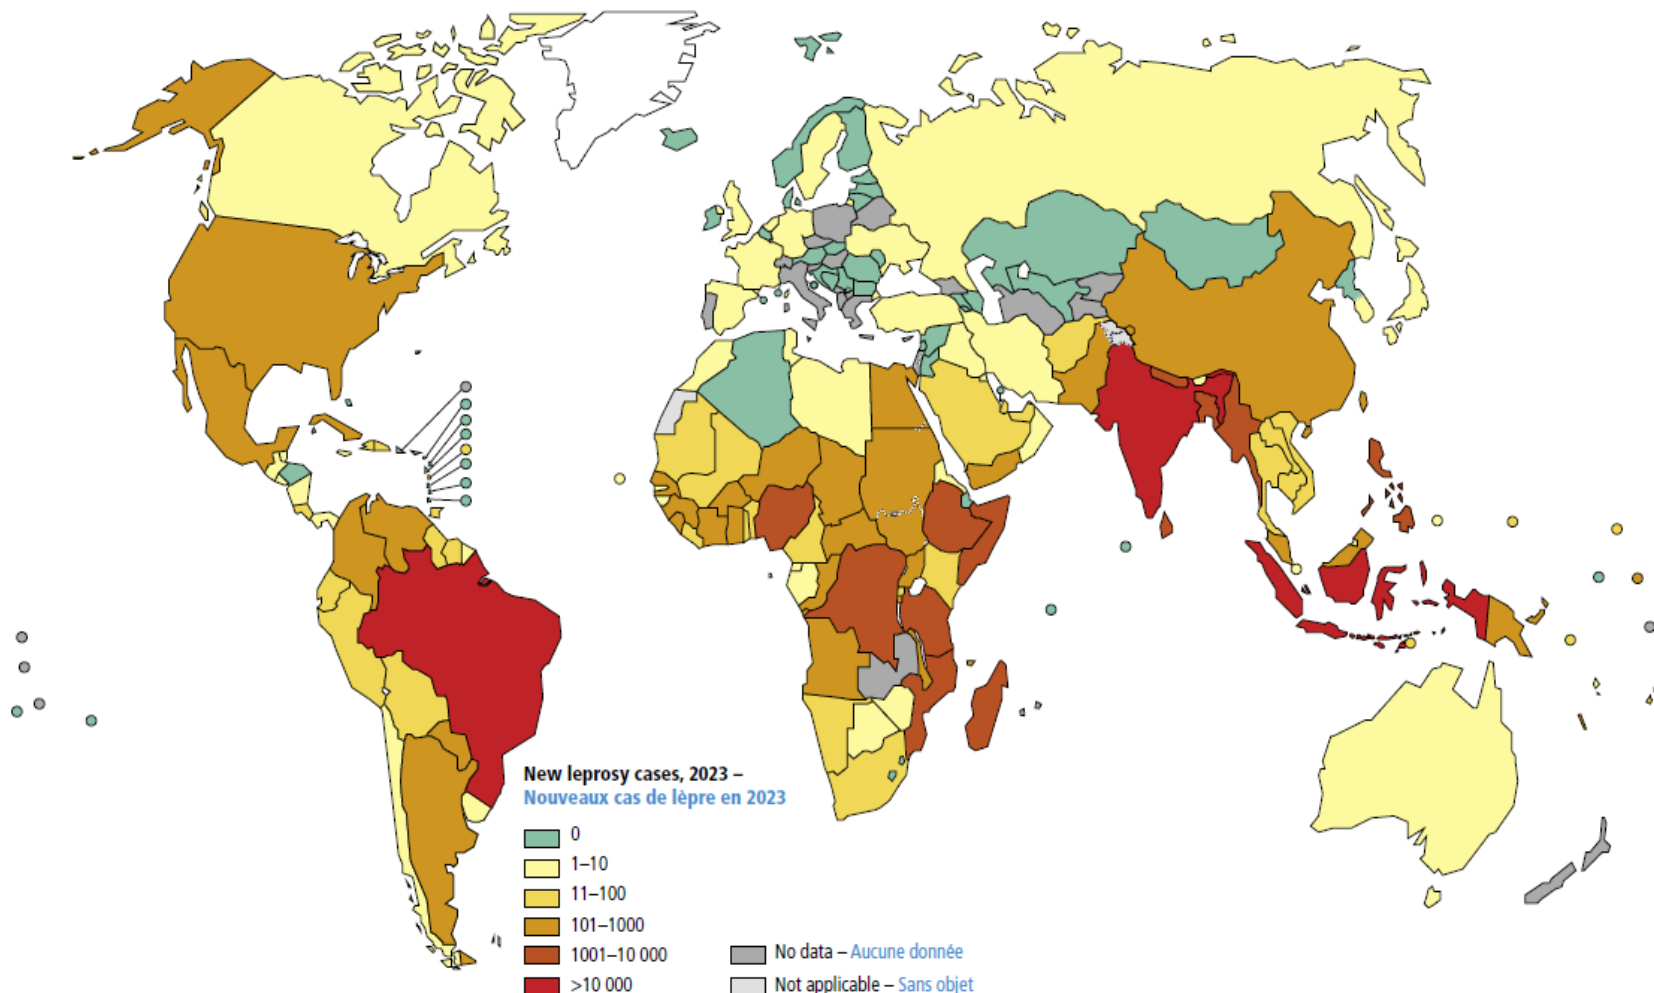 New leprosy cases, 2023 –
Nouveaux cas de lèpre en 2023
0
1–10
11–100
101–1000
1001–10 000
>10 000
No data – Aucune donnée
Not applicable – Sans objet